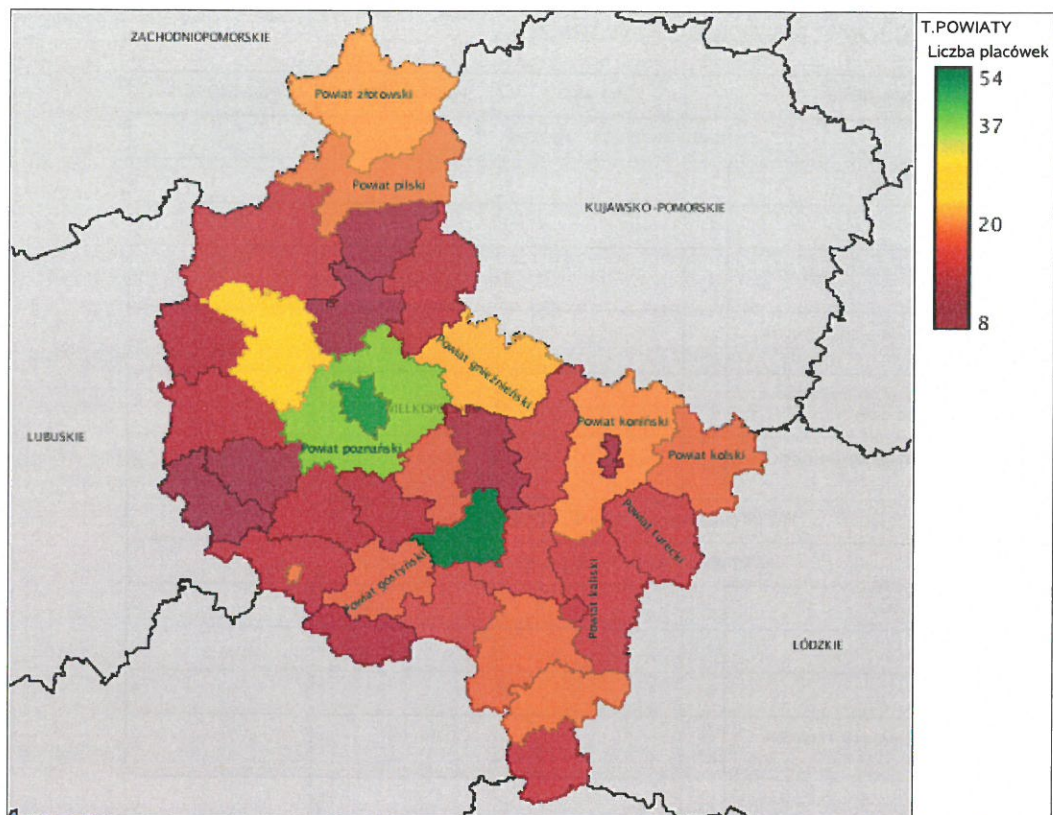 ZACHODNIOPOMORSKIE
Powiat złotowski
Powiat pilski
KUJAWSKO-POMORSKIE
Powiat gnieźnieński
WIELKOPO
LUBUSKIE
Powiat poznański
Powiat koniński
Powiat kolski
Powiat turecki
Powiat gostyński
Powiat kaliski
ŁÓDZKIE
T.POWIATY
Liczba placówek
54
37
20
8